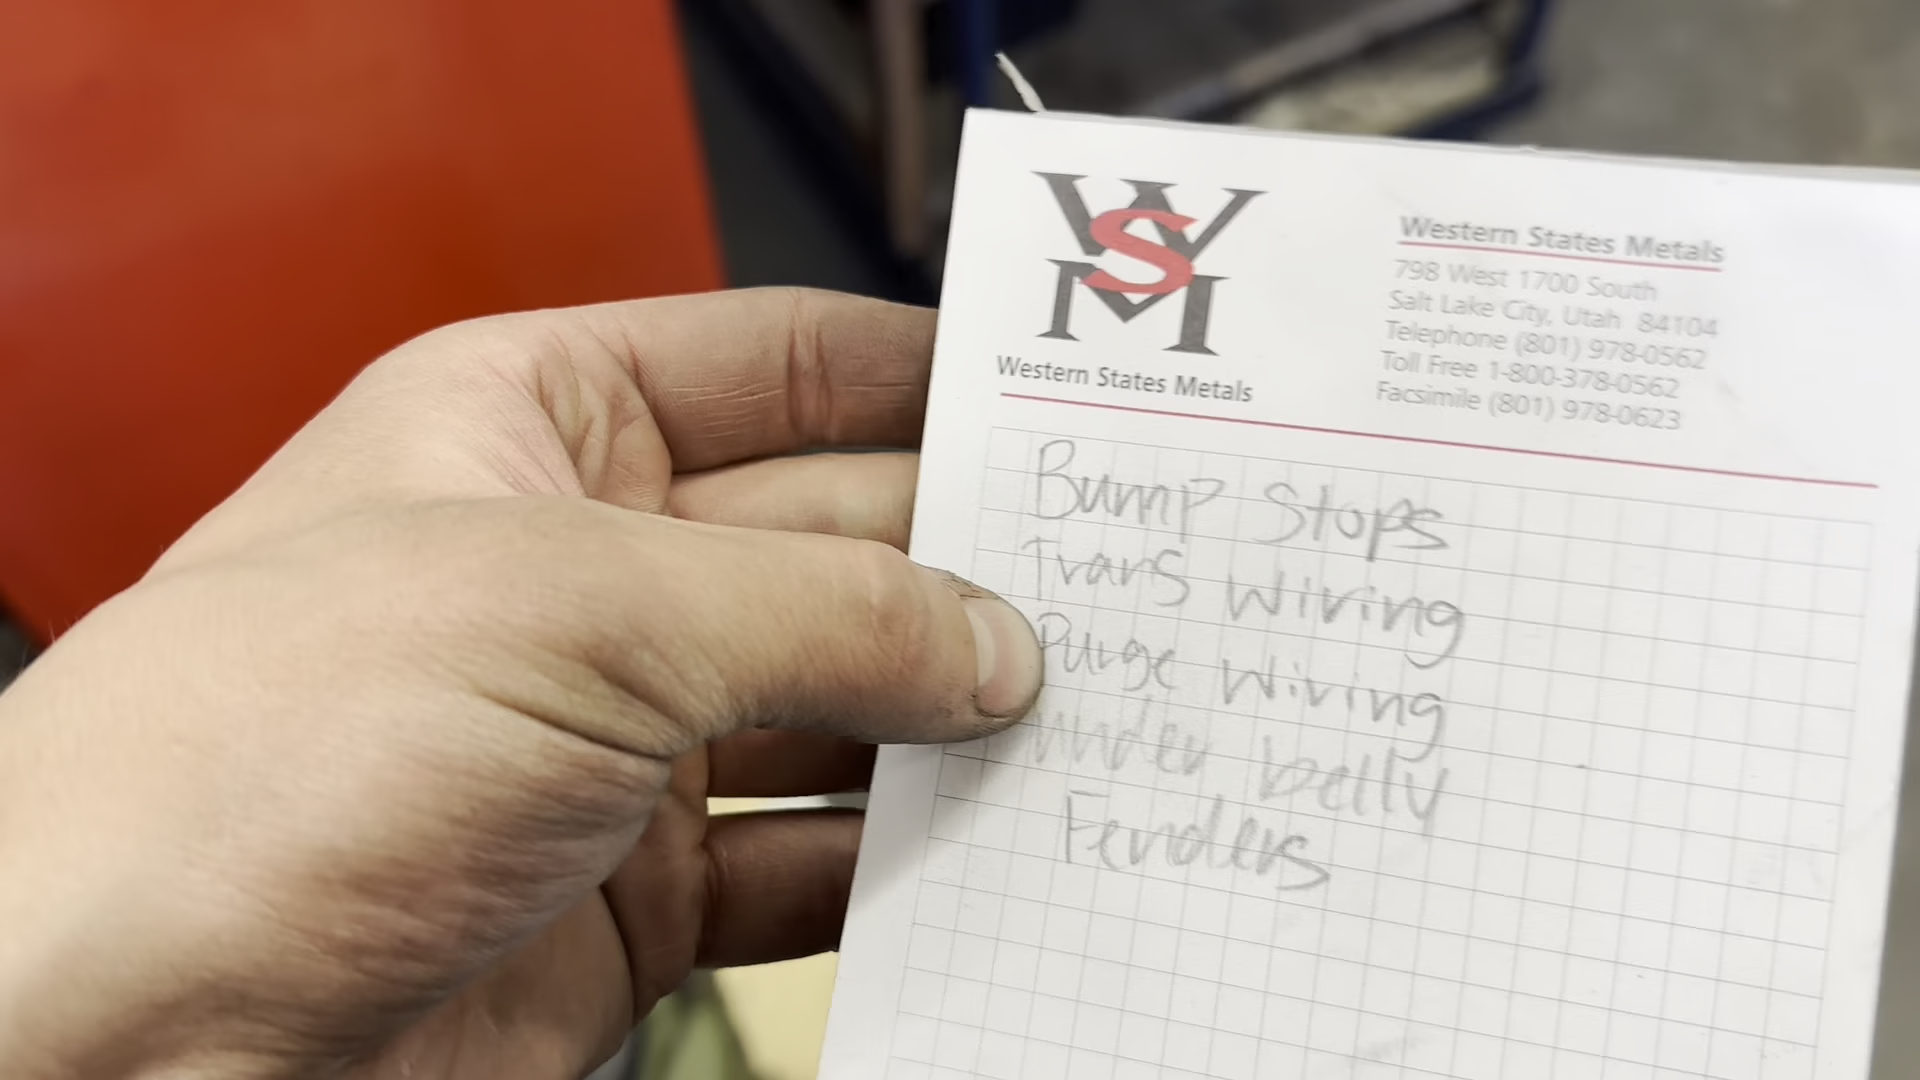 WSM
Western States Metals
Western States Metals
798 West 1700 South
Salt Lake City, Utah 84104
Telephone (801) 978-0562
Toll Free 1-800-378-0562
Facsimile (801) 978-0623
Bump Stops
Trans Wiring
Purge Wiring
under belly
Fenders